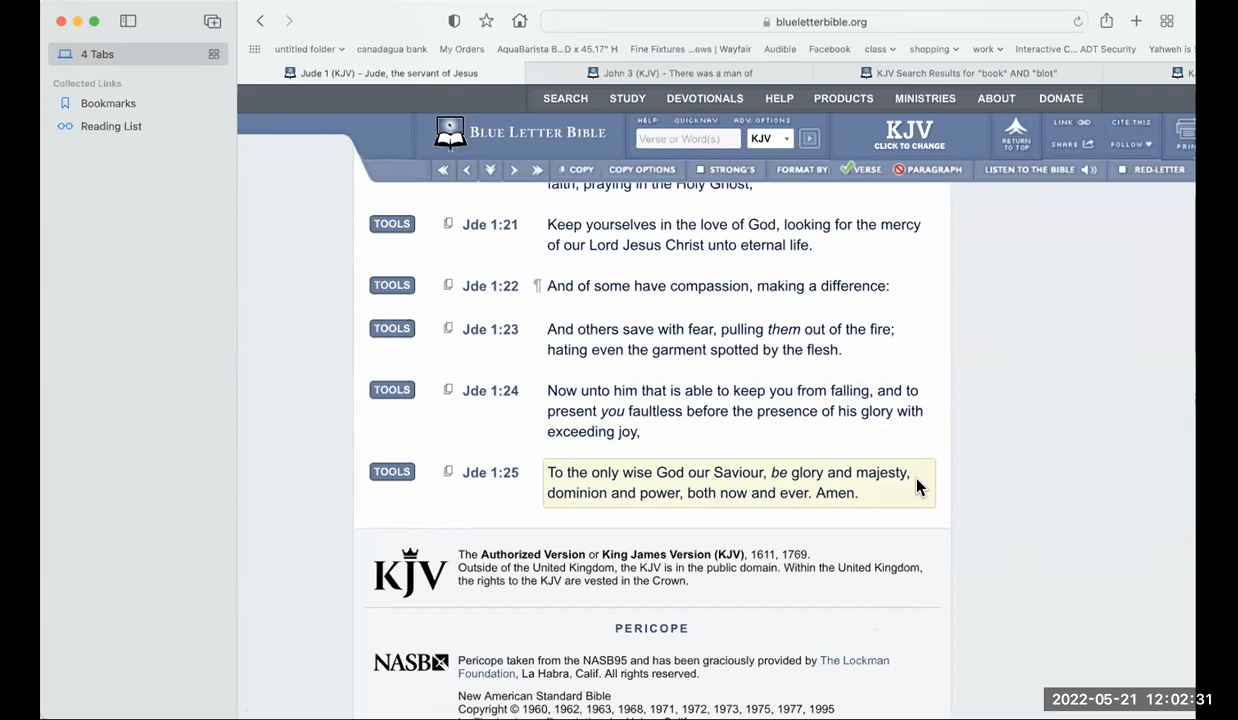 blueletterbible.org
4 Tabs
untitled folder canadagua bank My Orders AquaBarista B...D x 45.17" H Fine Fixtures ...ews | Wayfair Audible Facebook class shopping work Interactive C... ADT Security Yahweh is
Collected Links
Bookmarks
Reading List
Jude 1 (KJV) - Jude, the servant of Jesus John 3 (KJV) - There was a man of KJV Search Results for "book" AND "blot"
SEARCH STUDY DEVOTIONALS HELP PRODUCTS MINISTRIES ABOUT DONATE
BLUE LETTER BIBLE
HELP QUICKNAV ADV. OPTIONS
Verse or Word(s) KJV
KJV
CLICK TO CHANGE
RETURN
TO TOP
LINK CITE THIS
SHARE FOLLOW
COPY COPY OPTIONS STRONG'S FORMAT BY: VERSE PARAGRAPH LISTEN TO THE BIBLE RED-LETTER
faith, praying in the Holy Ghost,
TOOLS Jde 1:21 Keep yourselves in the love of God, looking for the mercy
of our Lord Jesus Christ unto eternal life.
TOOLS Jde 1:22 ¶ And of some have compassion, making a difference:
TOOLS Jde 1:23 And others save with fear, pulling them out of the fire;
hating even the garment spotted by the flesh.
TOOLS Jde 1:24 Now unto him that is able to keep you from falling, and to
present you faultless before the presence of his glory with
exceeding joy,
TOOLS Jde 1:25 To the only wise God our Saviour, be glory and majesty,
dominion and power, both now and ever. Amen.
KJV
The Authorized Version or King James Version (KJV), 1611, 1769.
Outside of the United Kingdom, the KJV is in the public domain. Within the United Kingdom,
the rights to the KJV are vested in the Crown.
PERICOPE
NASB
Pericope taken from the NASB95 and has been graciously provided by The Lockman
Foundation, La Habra, Calif. All rights reserved.
New American Standard Bible
Copyright © 1960, 1962, 1963, 1968, 1971, 1972, 1973, 1975, 1977, 1995
2022-05-21 12:02:31